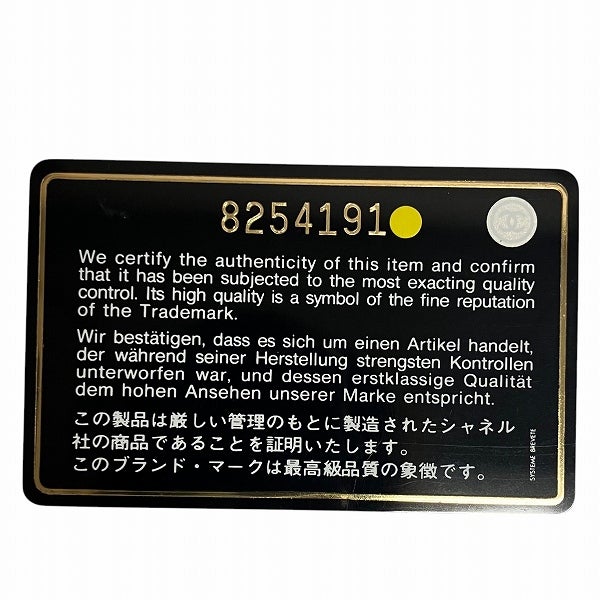 8254191
We certify the authenticity of this item and confirm
that it has been subjected to the most exacting quality
control. Its high quality is a symbol of the fine reputation
of the Trademark.
Wir bestätigen, dass es sich um einen Artikel handelt,
der während seiner Herstellung strengsten Kontrollen
unterworfen war, und dessen erstklassige Qualität
dem hohen Ansehen unserer Marke entspricht.
この製品は厳しい管理のもとに製造されたシャネル
社の商品であることを証明いたします。
このブランド・マークは最高級品質の象徴です。
SYSTEME BREVETE